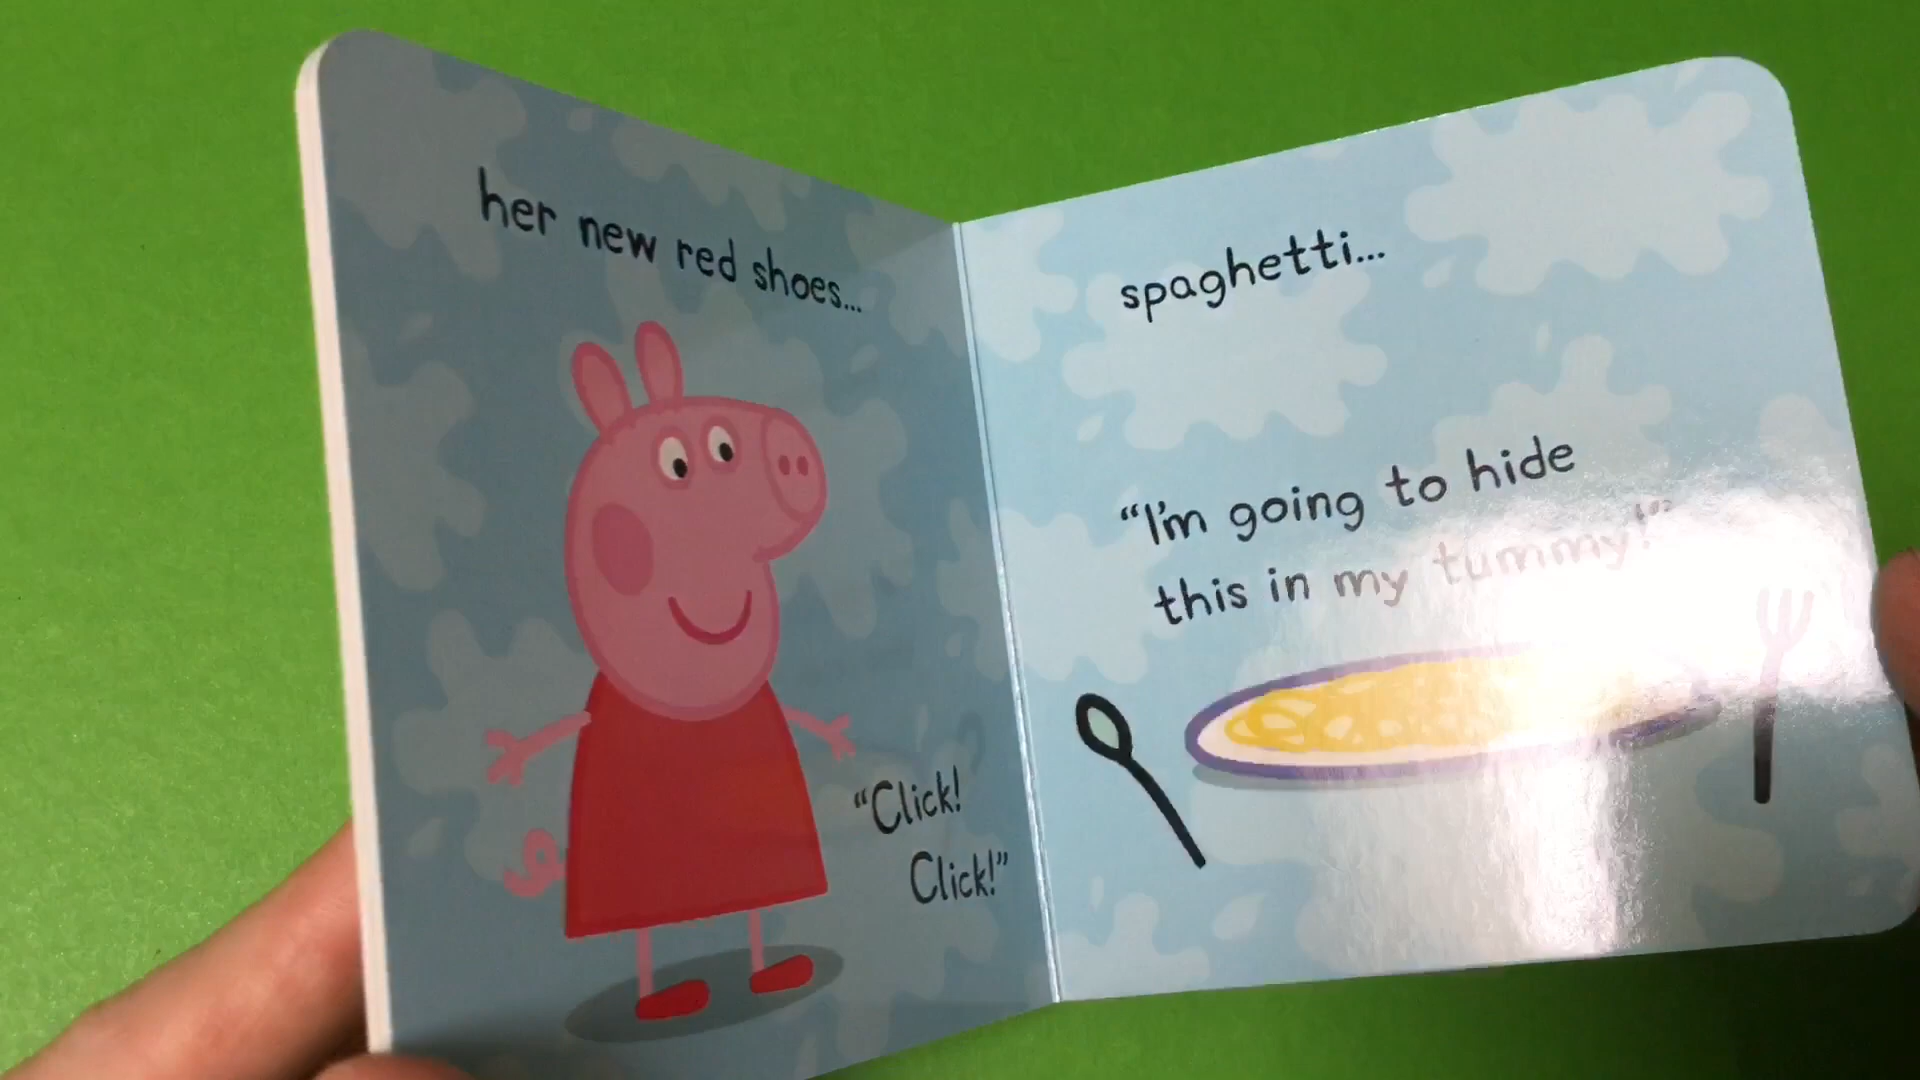 her new red shoes...
"Click!
Click!"
spaghetti...
"I'm going to hide
this in my tummy!"